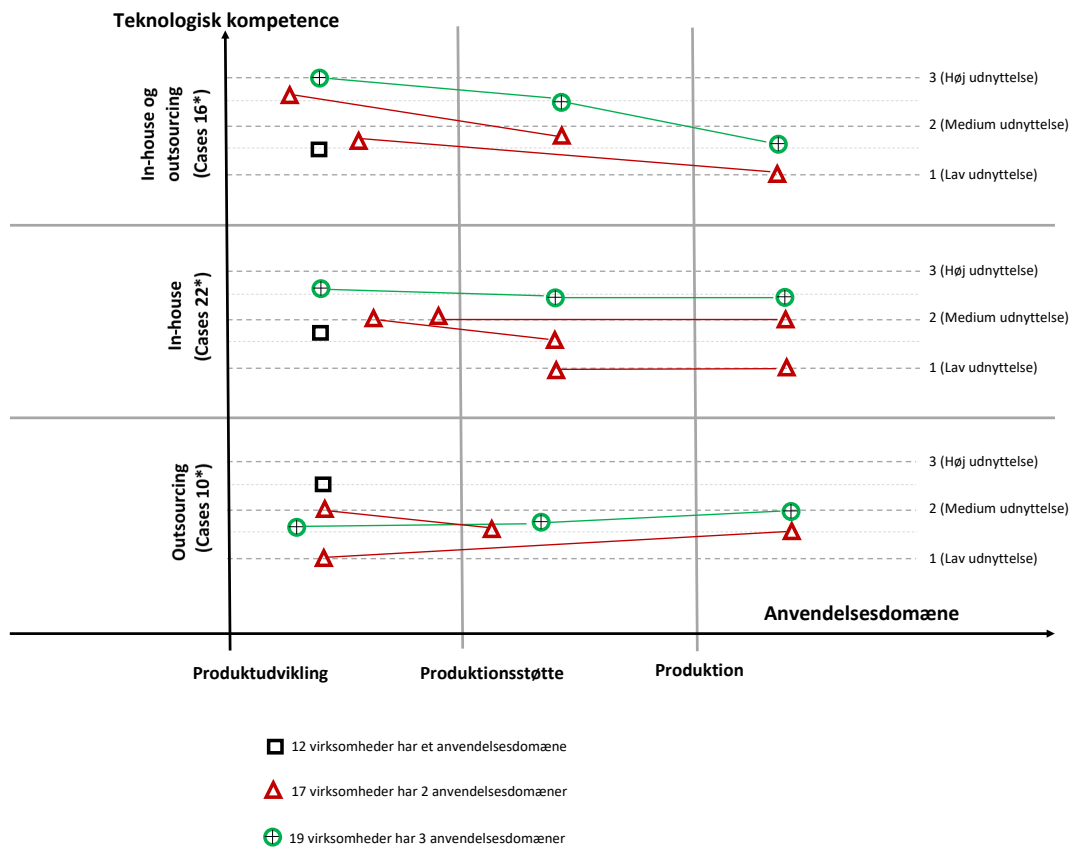 Teknologisk kompetence
In-house og
outsourcing
(Cases 16*)
3 (Høj udnyttelse)
2 (Medium udnyttelse)
1 (Lav udnyttelse)
In-house
(Cases 22*)
3 (Høj udnyttelse)
2 (Medium udnyttelse)
1 (Lav udnyttelse)
Outsourcing
(Cases 10*)
3 (Høj udnyttelse)
2 (Medium udnyttelse)
1 (Lav udnyttelse)
Anvendelsesdomæne
Produktudvikling
Produktionsstøtte
Produktion
12 virksomheder har et anvendelsesdomæne
17 virksomheder har 2 anvendelsesdomæner
19 virksomheder har 3 anvendelsesdomæner